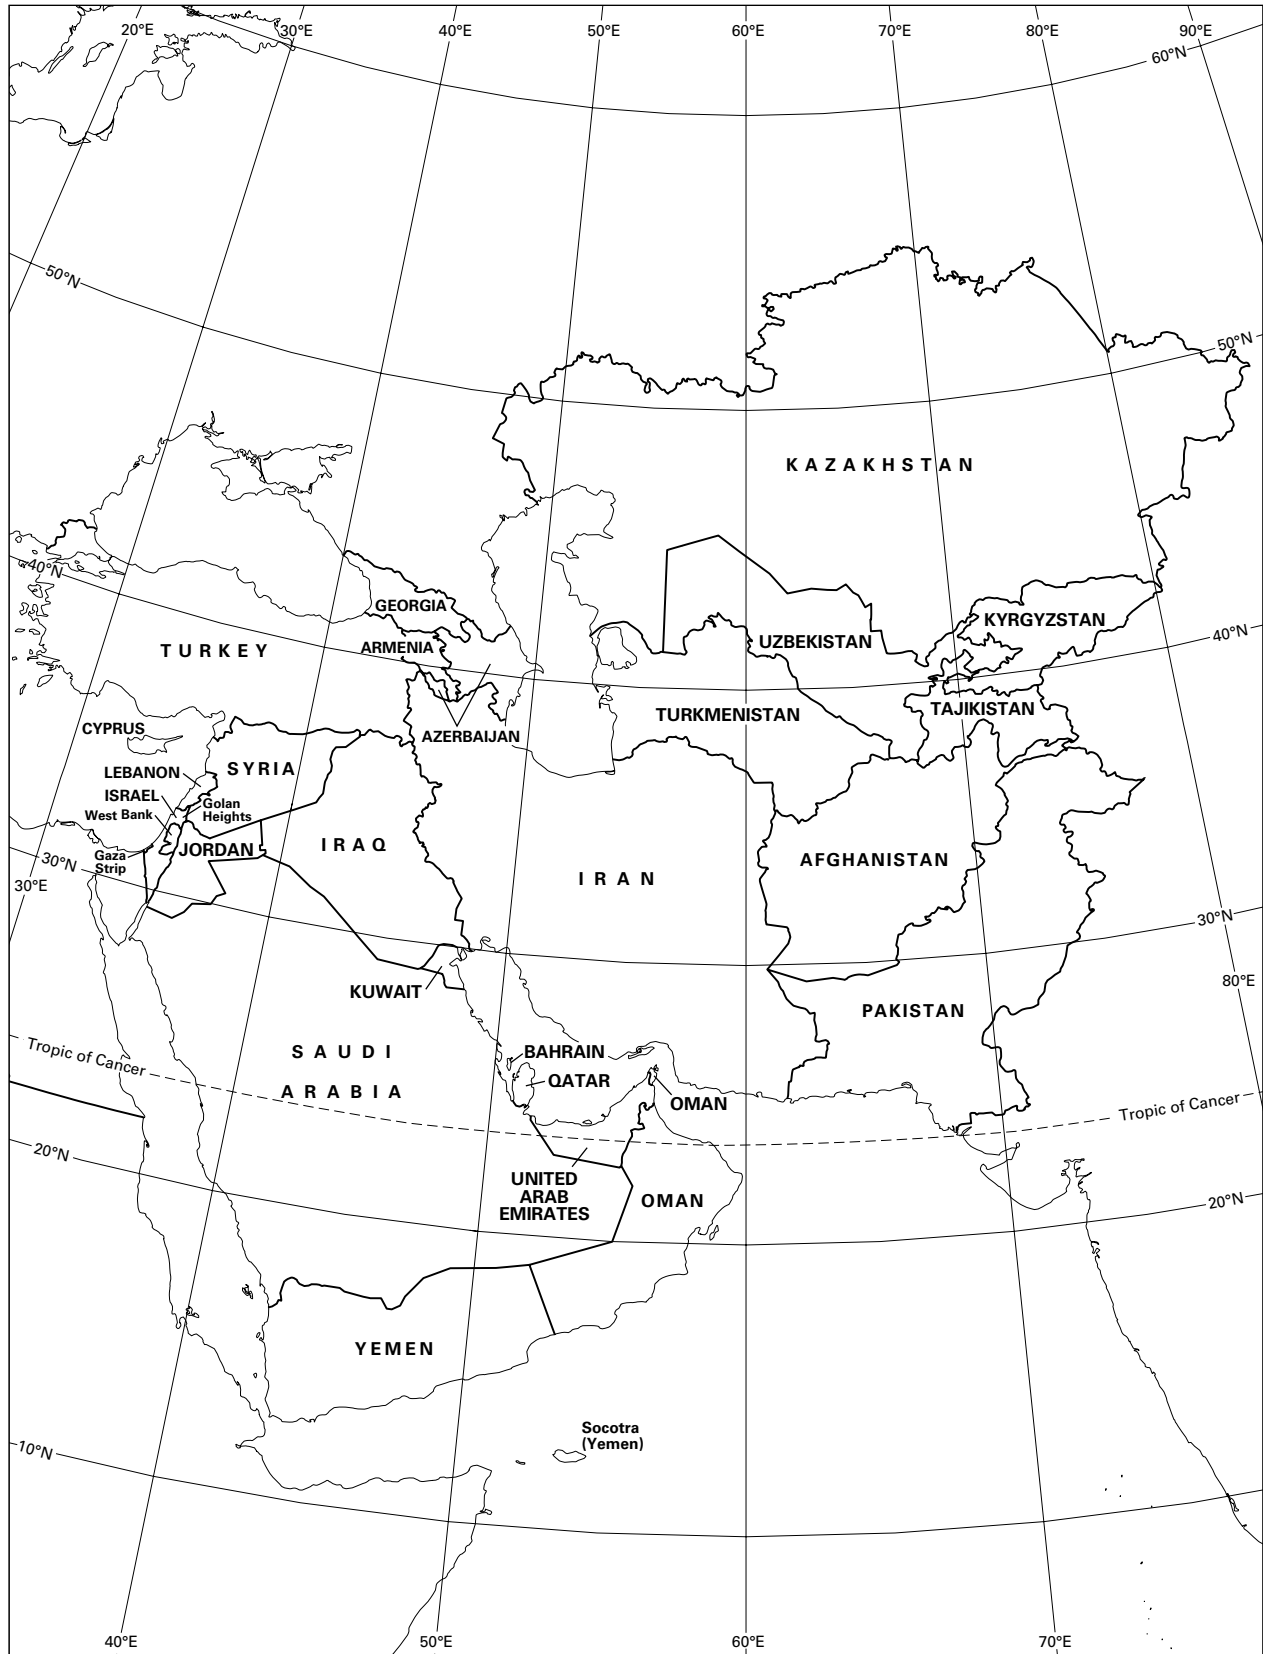 20°E
30°E
40°E
50°E
60°E
70°E
80°E
90°E
60°N
50°N
50°N
KAZAKHSTAN
40°N
GEORGIA
KYRGYZSTAN
40°N
UZBEKISTAN
ARMENIA
TURKEY
TURKMENISTAN
TAJIKISTAN
CYPRUS
AZERBAIJAN
LEBANON
SYRIA
ISRAEL
Golan
Heights
West Bank
IRAQ
JORDAN
Gaza
Strip
AFGHANISTAN
30°N
IRAN
30°E
30°N
80°E
KUWAIT
PAKISTAN
Tropic of Cancer
SAUDI
ARABIA
BAHRAIN
QATAR
OMAN
Tropic of Cancer
20°N
UNITED
ARAB
EMIRATES
OMAN
20°N
YEMEN
Socotra
(Yemen)
10°N
40°E
50°E
60°E
70°E